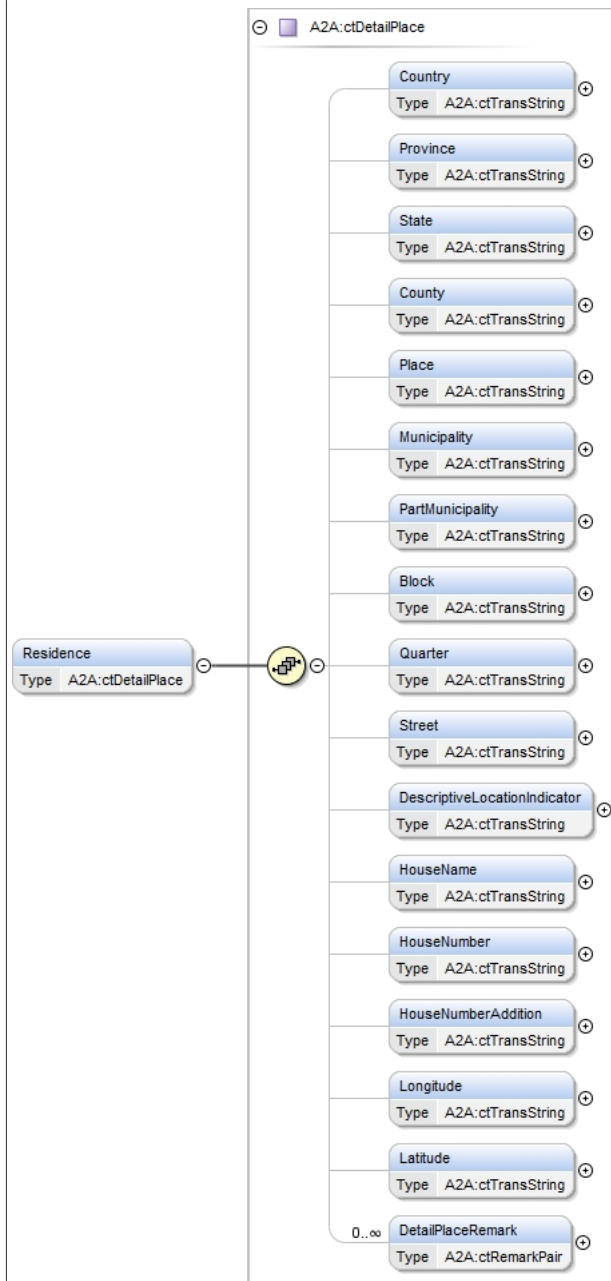 A2A:ctDetailPlace
Country
Type A2A:ctTransString
Province
Type A2A:ctTransString
State
Type A2A:ctTransString
County
Type A2A:ctTransString
Place
Type A2A:ctTransString
Municipality
Type A2A:ctTransString
PartMunicipality
Type A2A:ctTransString
Block
Type A2A:ctTransString
Residence
Type A2A:ctDetailPlace
Quarter
Type A2A:ctTransString
Street
Type A2A:ctTransString
DescriptiveLocationIndicator
Type A2A:ctTransString
HouseName
Type A2A:ctTransString
HouseNumber
Type A2A:ctTransString
HouseNumberAddition
Type A2A:ctTransString
Longitude
Type A2A:ctTransString
Latitude
Type A2A:ctTransString
0..∞ DetailPlaceRemark
Type A2A:ctRemarkPair